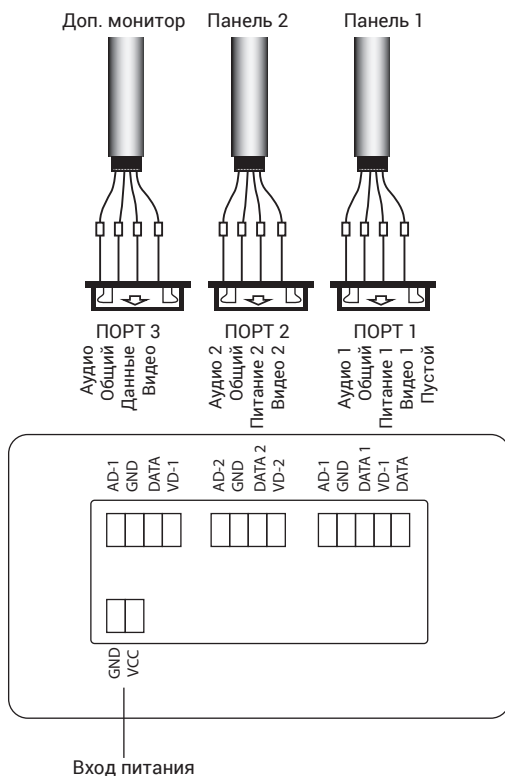 Доп. монитор
Панель 2
Панель 1
ПОРТ 3
ПОРТ 2
ПОРТ 1
Аудио
Общий
Данные
Видео
Аудио 2
Общий
Питание 2
Видео 2
Аудио 1
Общий
Питание 1
Видео 1
Пустой
AD-1
GND
DATA
VD-1
AD-2
GND
DATA 2
VD-2
AD-1
GND
DATA 1
VD-1
DATA
GND
VCC
Вход питания